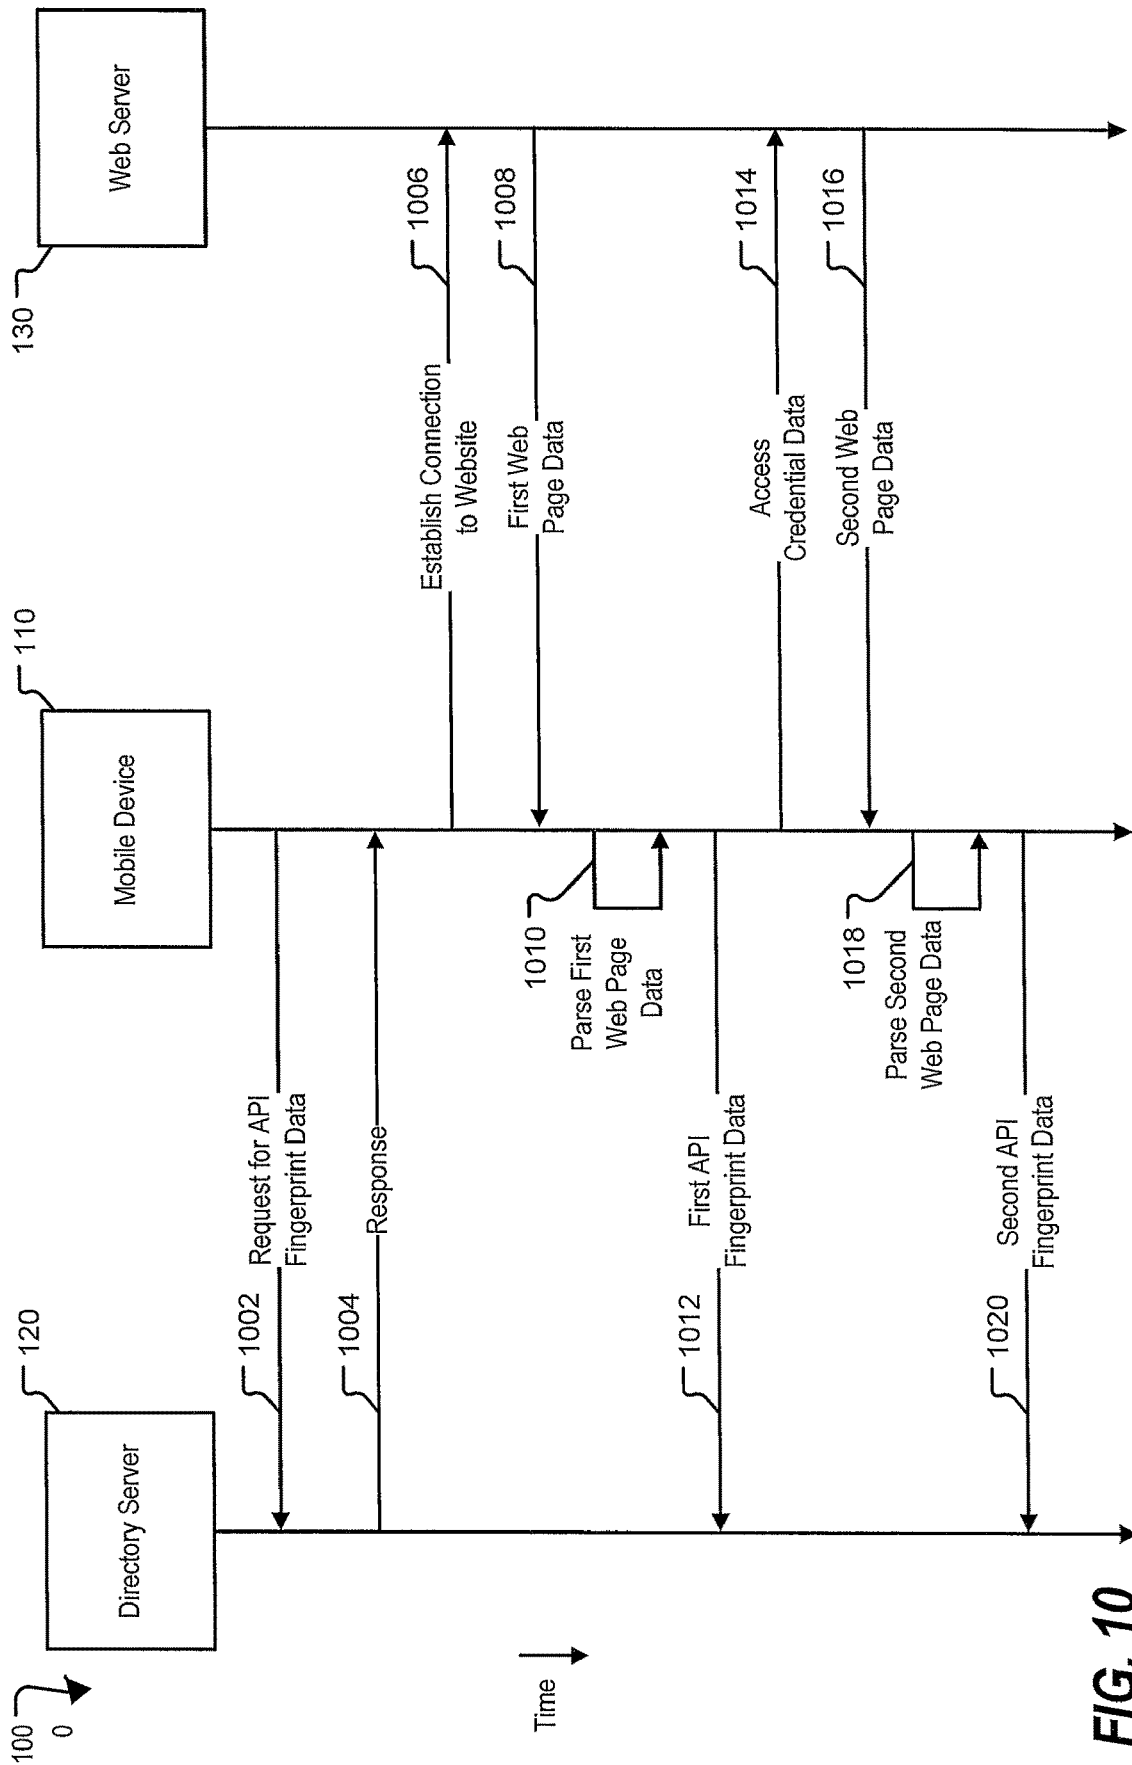 100
0
120
110
130
Directory Server
Mobile Device
Web Server
Time
1002
Request for API
Fingerprint Data
1004
Response
1006
Establish Connection
to Website
1008
First Web
Page Data
1010
Parse First
Web Page
Data
1012
First API
Fingerprint Data
1014
Access
Credential Data
1016
Second Web
Page Data
1018
Parse Second
Web Page Data
1020
Second API
Fingerprint Data
FIG. 10